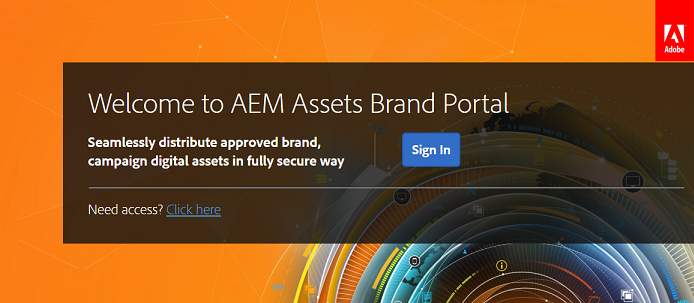 Adobe
Welcome to AEM Assets Brand Portal
Seamlessly distribute approved brand,
campaign digital assets in fully secure way
Sign In
Need access? Click here